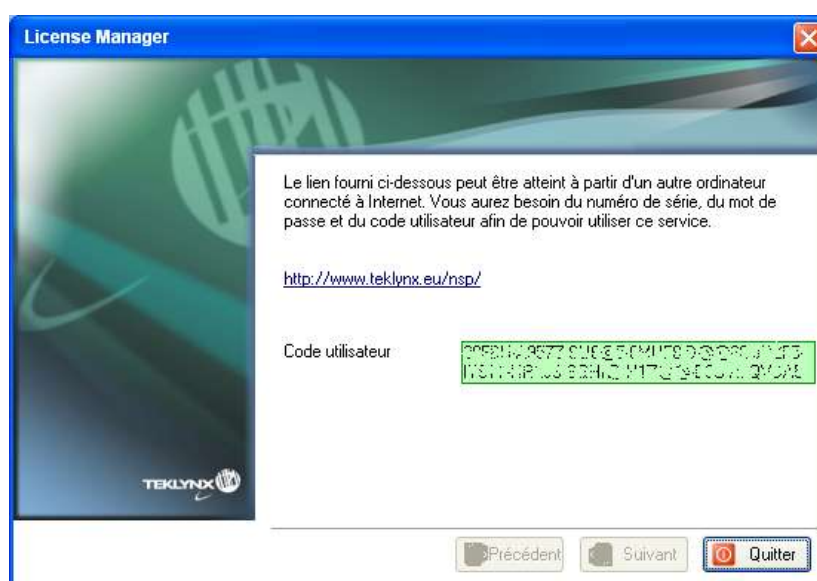 License Manager
Le lien fourni ci-dessous peut être atteint à partir d'un autre ordinateur
connecté à Internet. Vous aurez besoin du numéro de série, du mot de
passe et du code utilisateur afin de pouvoir utiliser ce service.
http://www.teklynx.eu/nsp/
Code utilisateur
TEKLYNX
Précédent
Suivant
Quitter